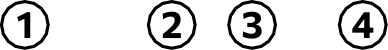 ① ② ③ ④